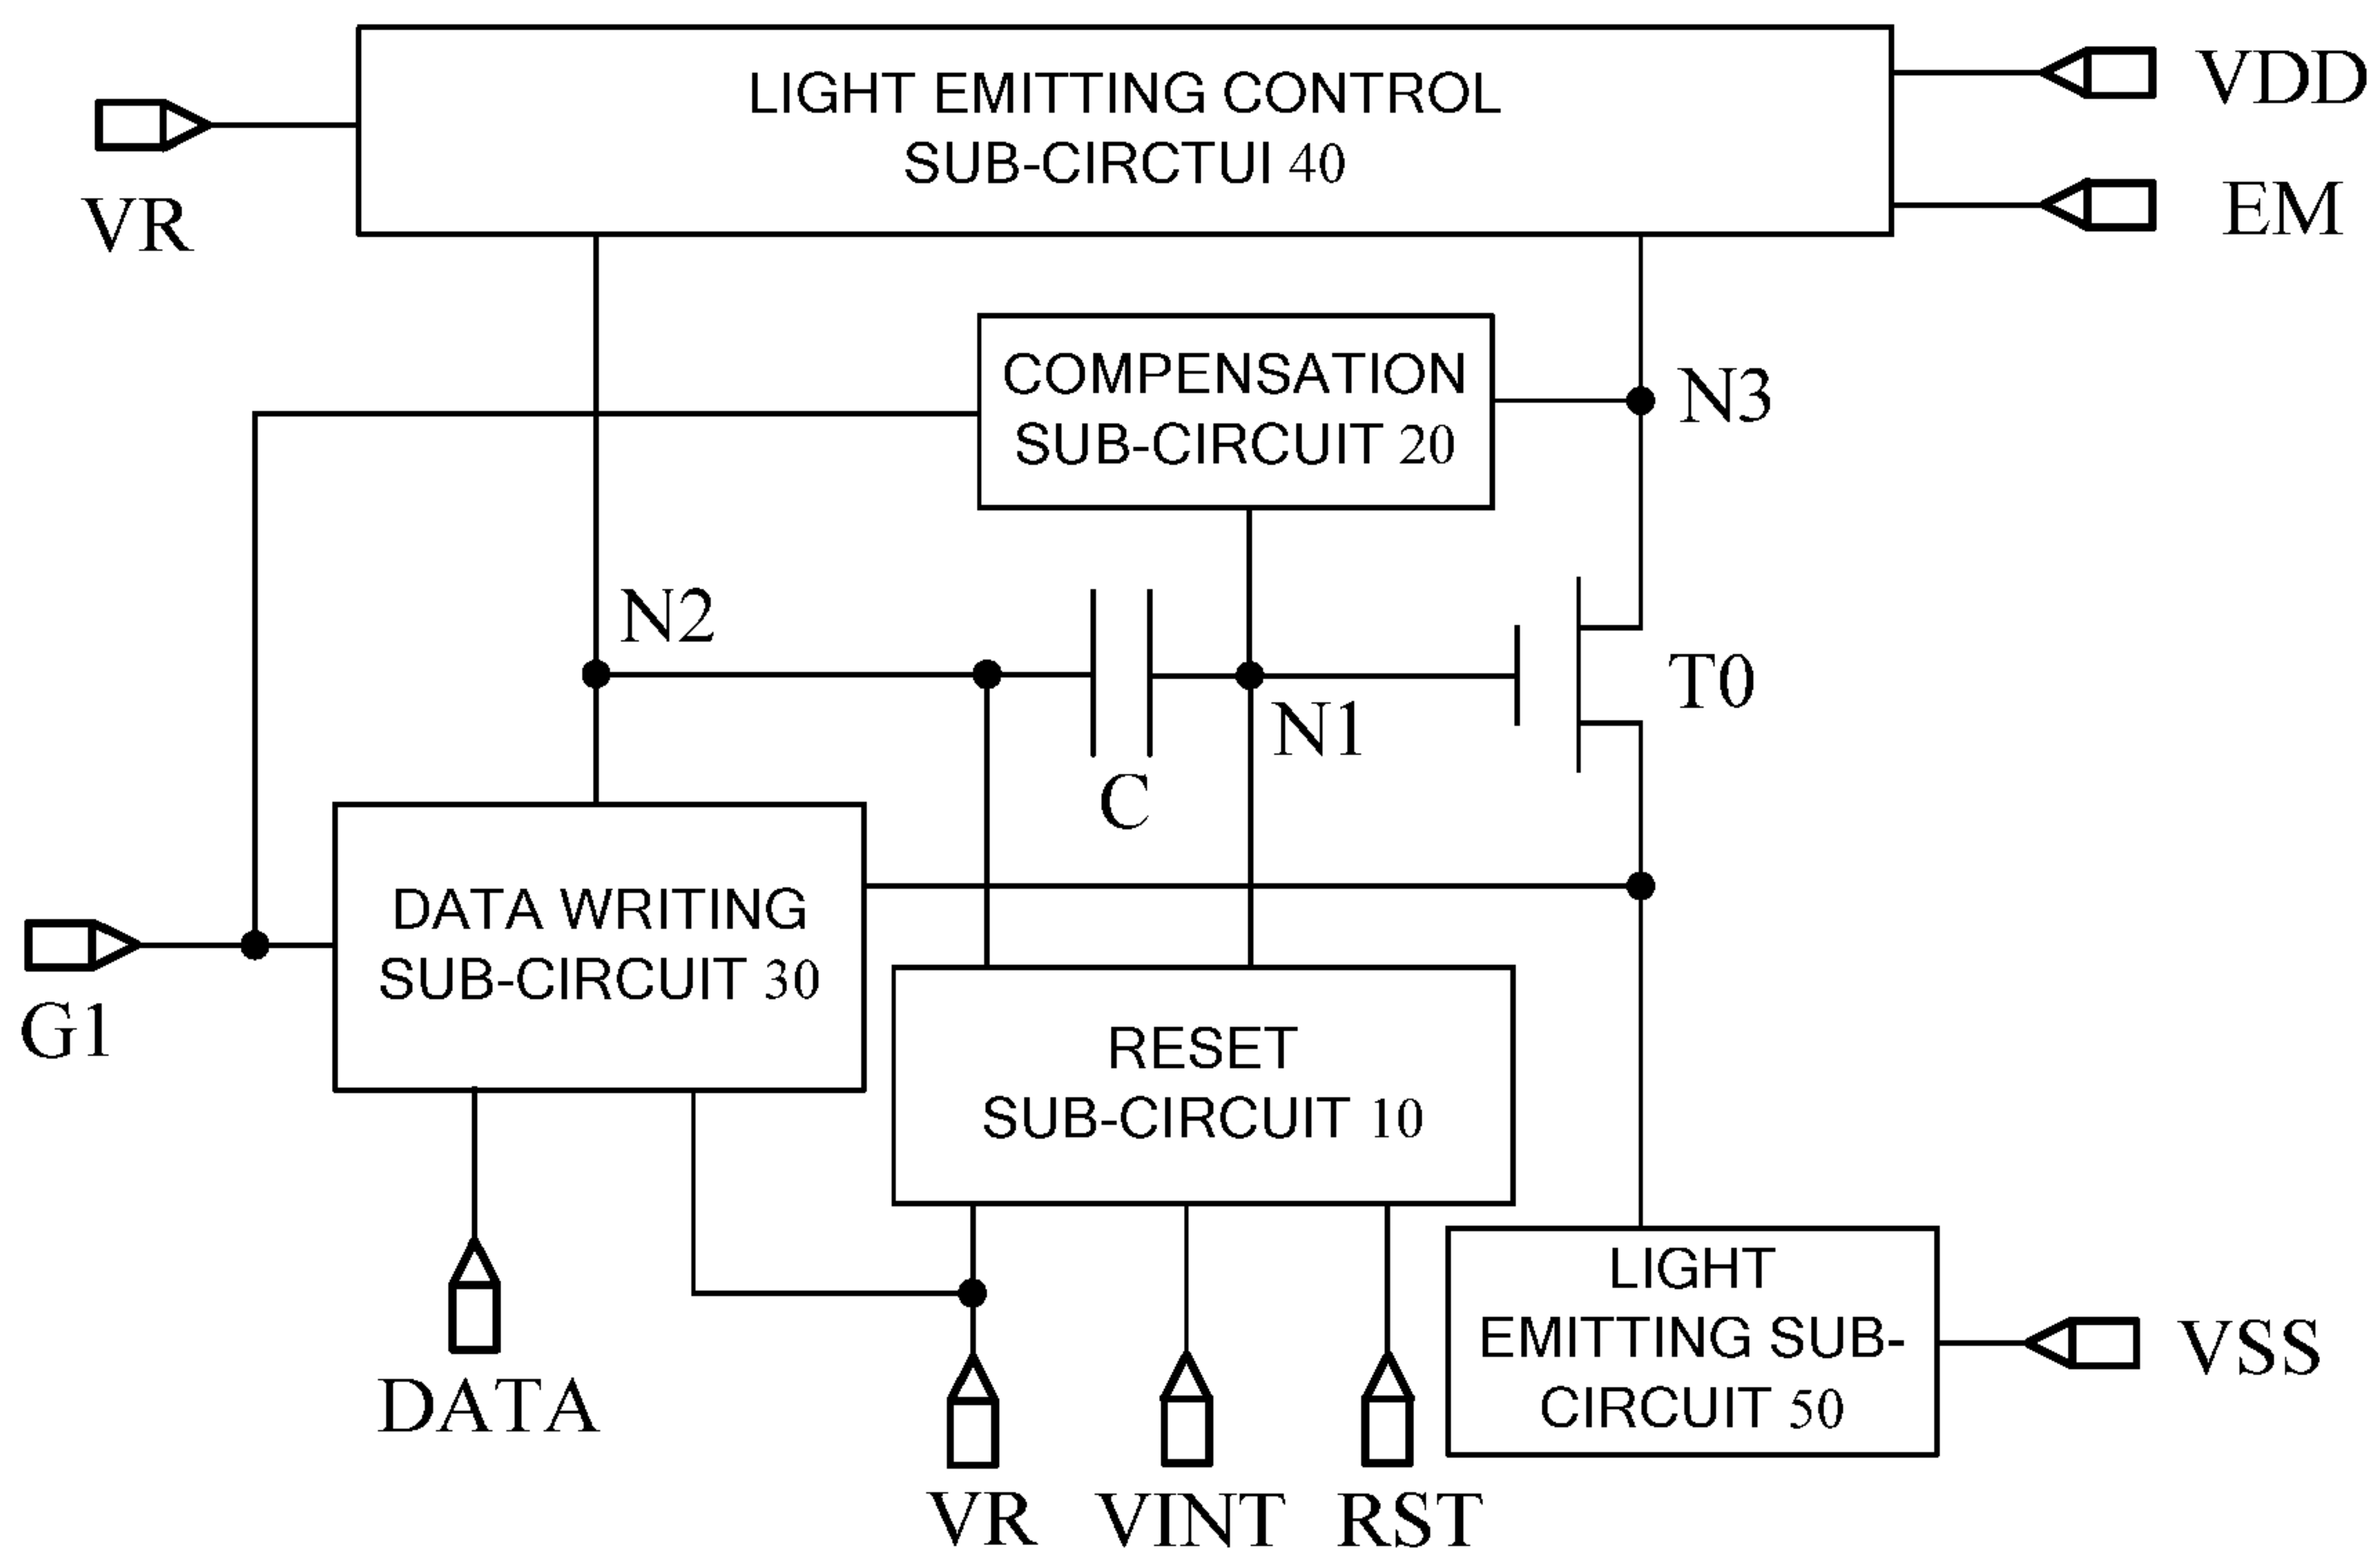 LIGHT EMITTING CONTROL
SUB-CIRCTUI 40
VDD
VR
EM
COMPENSATION
SUB-CIRCUIT 20
N3
N2
T0
N1
C
DATA WRITING
SUB-CIRCUIT 30
G1
RESET
SUB-CIRCUIT 10
LIGHT
EMITTING SUB-
CIRCUIT 50
VSS
DATA
VR
VINT
RST